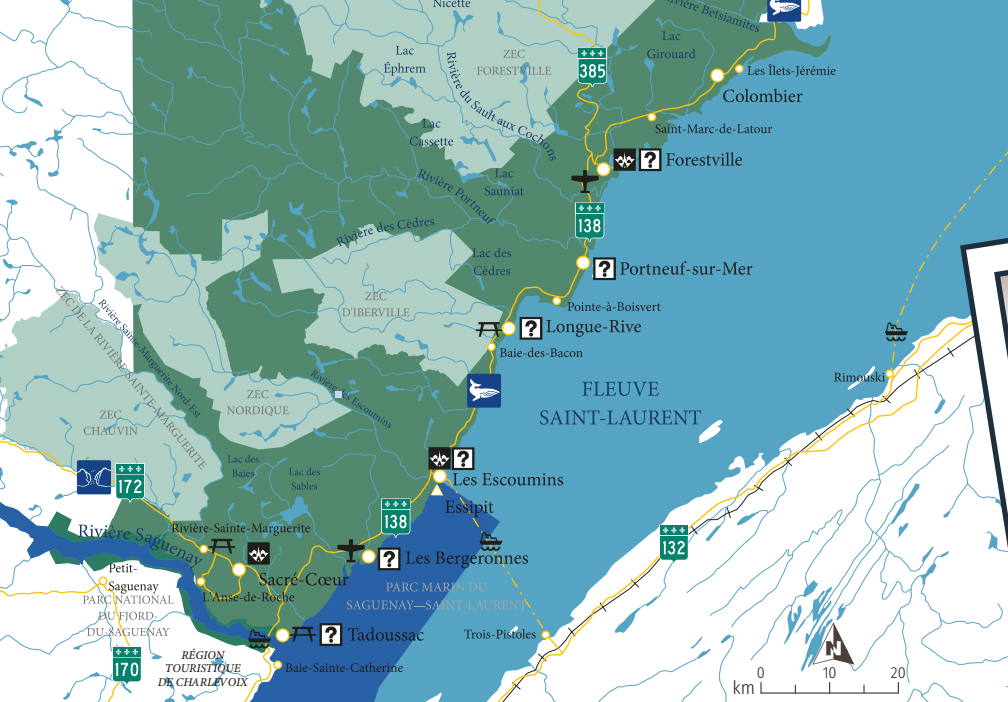 Nicette
Rivière Betsiamites
Lac
Girouard
Lac
Éphrem
ZEC
FORESTVILLE
385
Les Îlets-Jérémie
Colombier
Rivière du Sault aux Cochons
Saint-Marc-de-Latour
Lac
Cassette
? Forestville
Lac
Sauniat
Rivière Portneuf
138
Rivière des Cèdres
Lac des
Cèdres
? Portneuf-sur-Mer
ZEC
D'IBERVILLE
Pointe-à-Boisvert
? Longue-Rive
Baie-des-Bacon
ZEC DE LA RIVIÈRE-SAINTE-MARGUERITE
Rivière Sainte-Marguerite Nord-Est
Rimouski
FLEUVE
SAINT-LAURENT
ZEC
NORDIQUE
Rivière des Escoumins
ZEC
CHAUVIN
?
Lac des
Baies
Lac des
Sables
Les Escoumins
172
Essipit
138
Rivière Saguenay
Rivière-Sainte-Marguerite
132
? Les Bergeronnes
Petit-
Saguenay
Sacré-Cœur
PARC MARIN DU
SAGUENAY—SAINT-LAURENT
L'Anse-de-Roche
PARC NATIONAL
DU FJORD-
DU-SAGUENAY
? Tadoussac
Trois-Pistoles
170
RÉGION
TOURISTIQUE
DE CHARLEVOIX
Baie-Sainte-Catherine
N
km 0 10 20